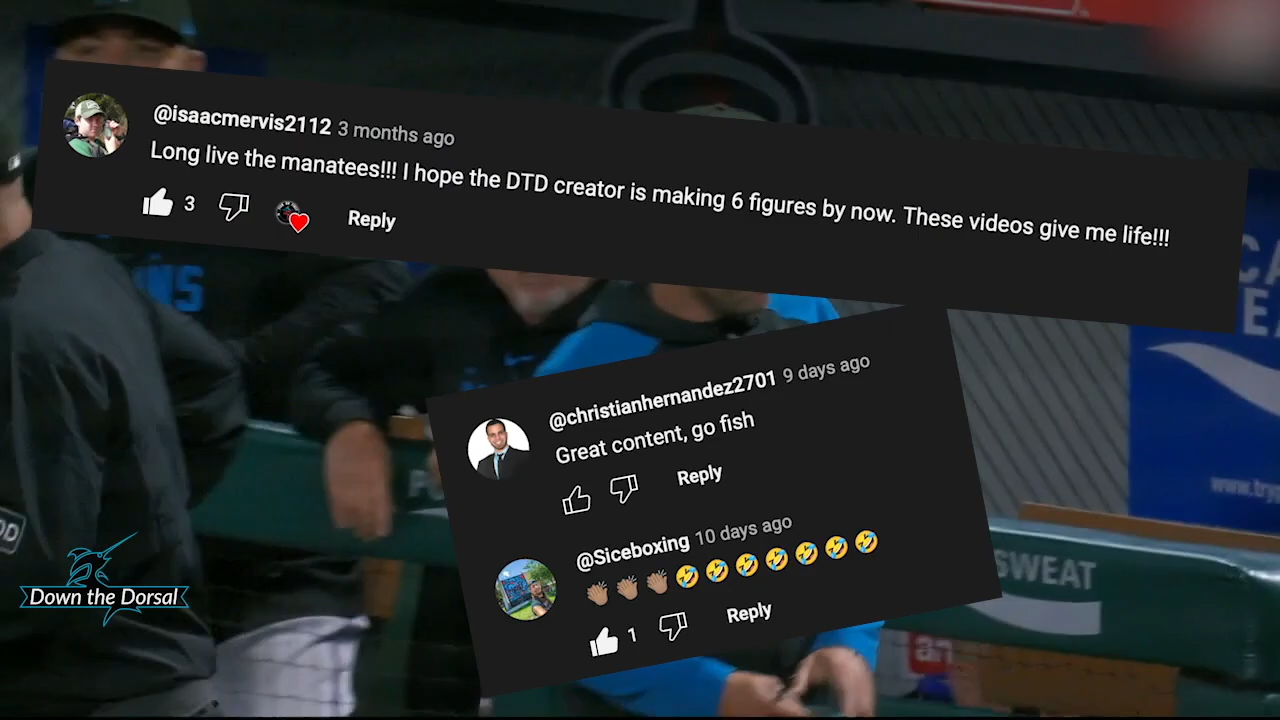 @isaacmervis2112 3 months ago
Long live the manatees!!! I hope the DTD creator is making 6 figures by now. These videos give me life!!!
3 Reply
@christianhernandez2701 9 days ago
Great content, go fish
Reply
@Siceboxing 10 days ago
👏🏽👏🏽👏🏽🤣🤣🤣🤣🤣🤣🤣
1 Reply
Down the Dorsal
SWEAT